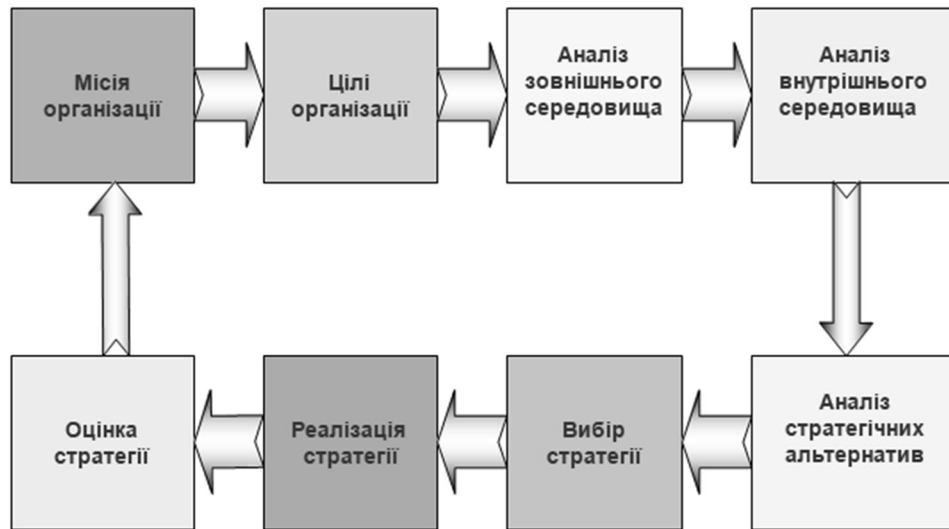 Місія
організації
Цілі
організації
Аналіз
зовнішнього
середовища
Аналіз
внутрішнього
середовища
Оцінка
стратегії
Реалізація
стратегії
Вибір
стратегії
Аналіз
стратегічних
альтернатив